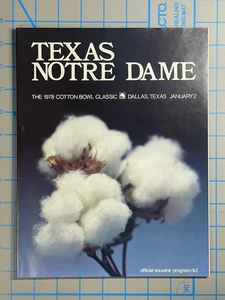 TEXAS
NOTRE DAME
THE 1978 COTTON BOWL CLASSIC DALLAS, TEXAS JANUARY 2
official souvenir program/$2